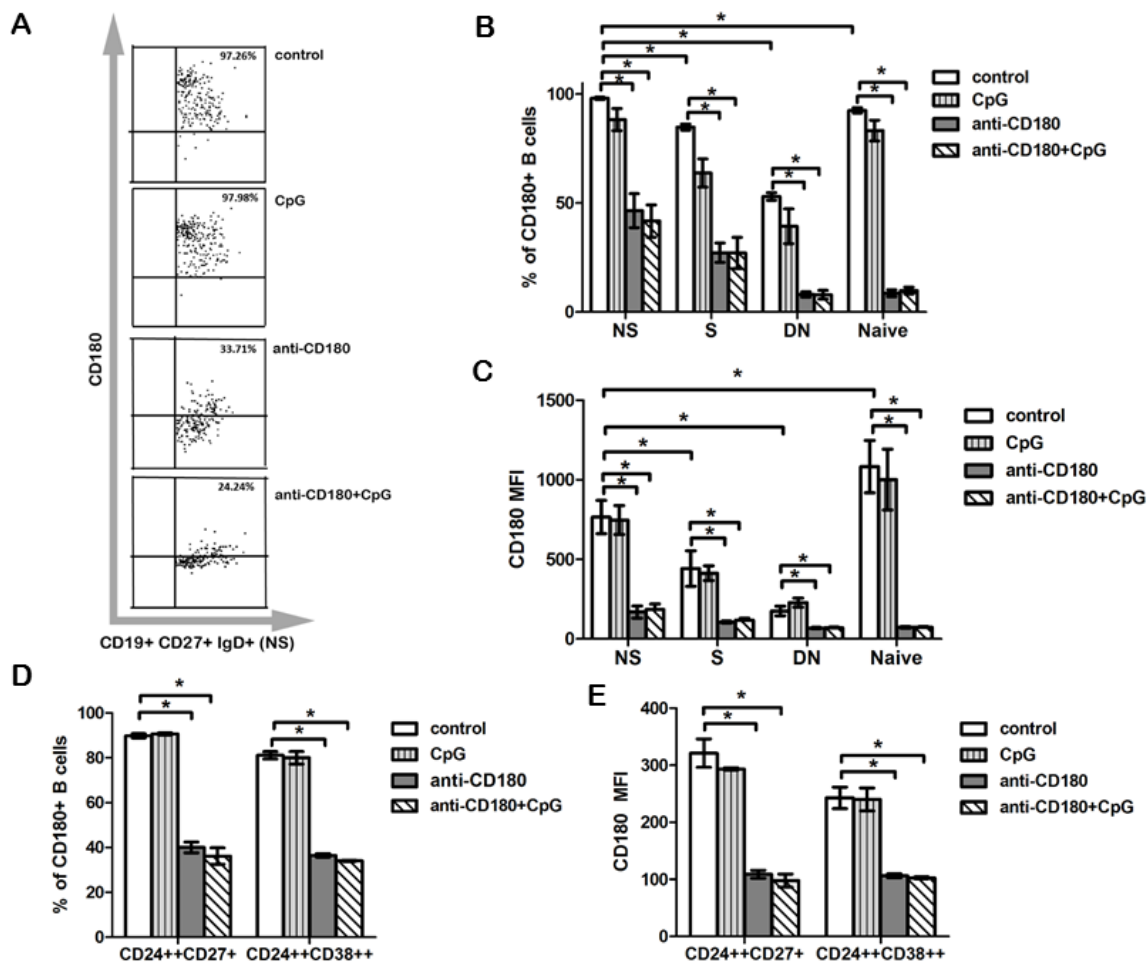 A
97.26%
control
97.98%
CpG
33.71%
anti-CD180
24.24%
anti-CD180+CpG
CD180
CD19+ CD27+ IgD+ (NS)
B
% of CD180+ B cells
100
50
0
* * * * * * * * * * *
NS S DN Naive
control
CpG
anti-CD180
anti-CD180+CpG
C
CD180 MFI
1500
1000
500
0
* * * * * * * * * * *
NS S DN Naive
control
CpG
anti-CD180
anti-CD180+CpG
D
% of CD180+ B cells
100
80
60
40
20
0
* * * *
CD24++CD27+ CD24++CD38++
control
CpG
anti-CD180
anti-CD180+CpG
E
CD180 MFI
400
300
200
100
0
* * * *
CD24++CD27+ CD24++CD38++
control
CpG
anti-CD180
anti-CD180+CpG